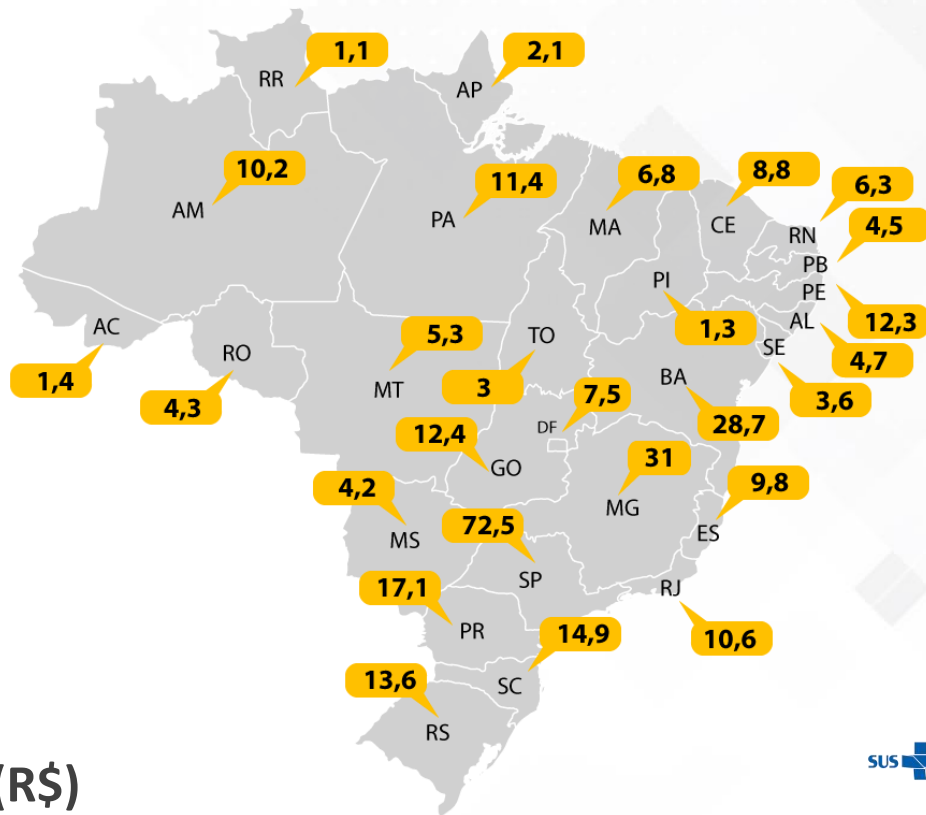 1,1
RR
2,1
AP
10,2
AM
11,4
PA
6,8
MA
8,8
CE
6,3
RN
4,5
PB
PI
1,3
PE
12,3
AL
4,7
SE
3,6
AC
1,4
RO
4,3
5,3
MT
TO
3
BA
28,7
7,5
DF
12,4
GO
31
MG
9,8
ES
4,2
MS
72,5
SP
RJ
10,6
17,1
PR
14,9
SC
13,6
RS
(R$)
SUS